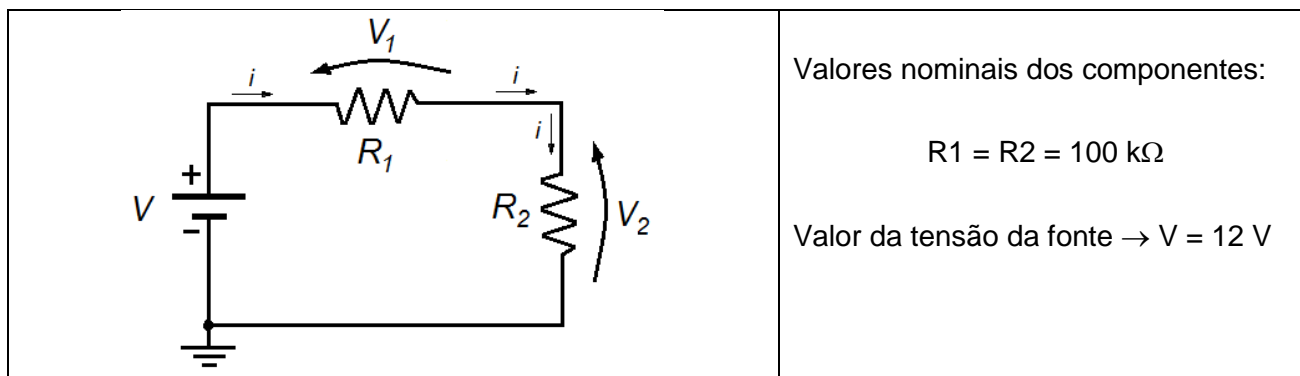 V1
i
i
i
R1
+
V
-
R2
V2
Valores nominais dos componentes:
R1 = R2 = 100 kΩ
Valor da tensão da fonte → V = 12 V